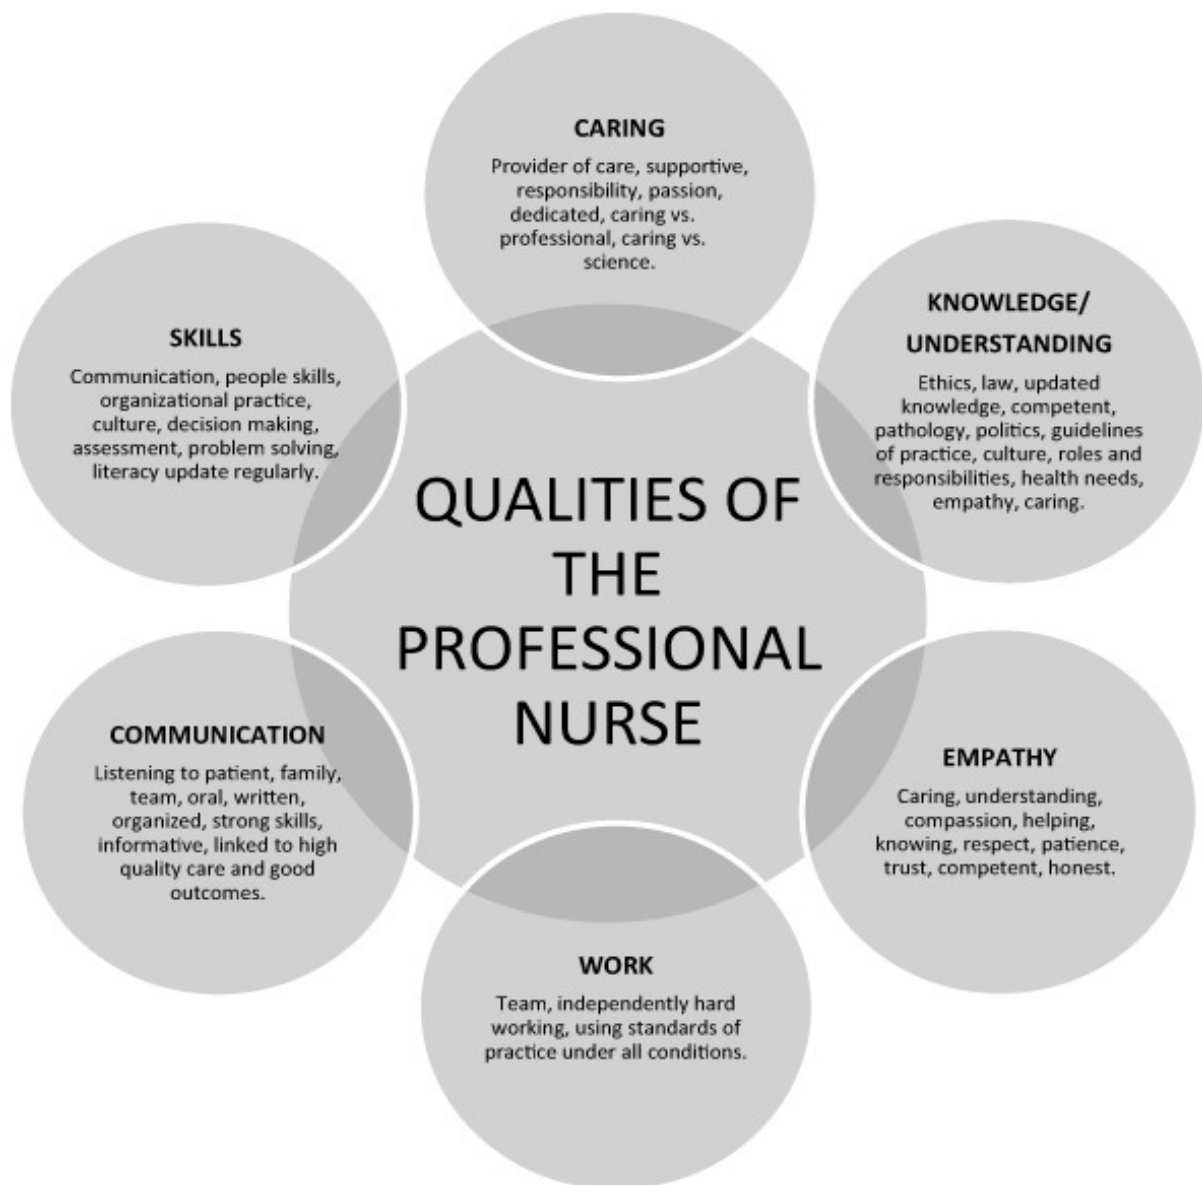 CARING
Provider of care, supportive,
responsibility, passion,
dedicated, caring vs.
professional, caring vs.
science.
KNOWLEDGE/
UNDERSTANDING
Ethics, law, updated
knowledge, competent,
pathology, politics, guidelines
of practice, culture, roles and
responsibilities, health needs,
empathy, caring.
SKILLS
Communication, people skills,
organizational practice,
culture, decision making,
assessment, problem solving,
literacy update regularly.
QUALITIES OF
THE
PROFESSIONAL
NURSE
COMMUNICATION
Listening to patient, family,
team, oral, written,
organized, strong skills,
informative, linked to high
quality care and good
outcomes.
EMPATHY
Caring, understanding,
compassion, helping,
knowing, respect, patience,
trust, competent, honest.
WORK
Team, independently hard
working, using standards of
practice under all conditions.